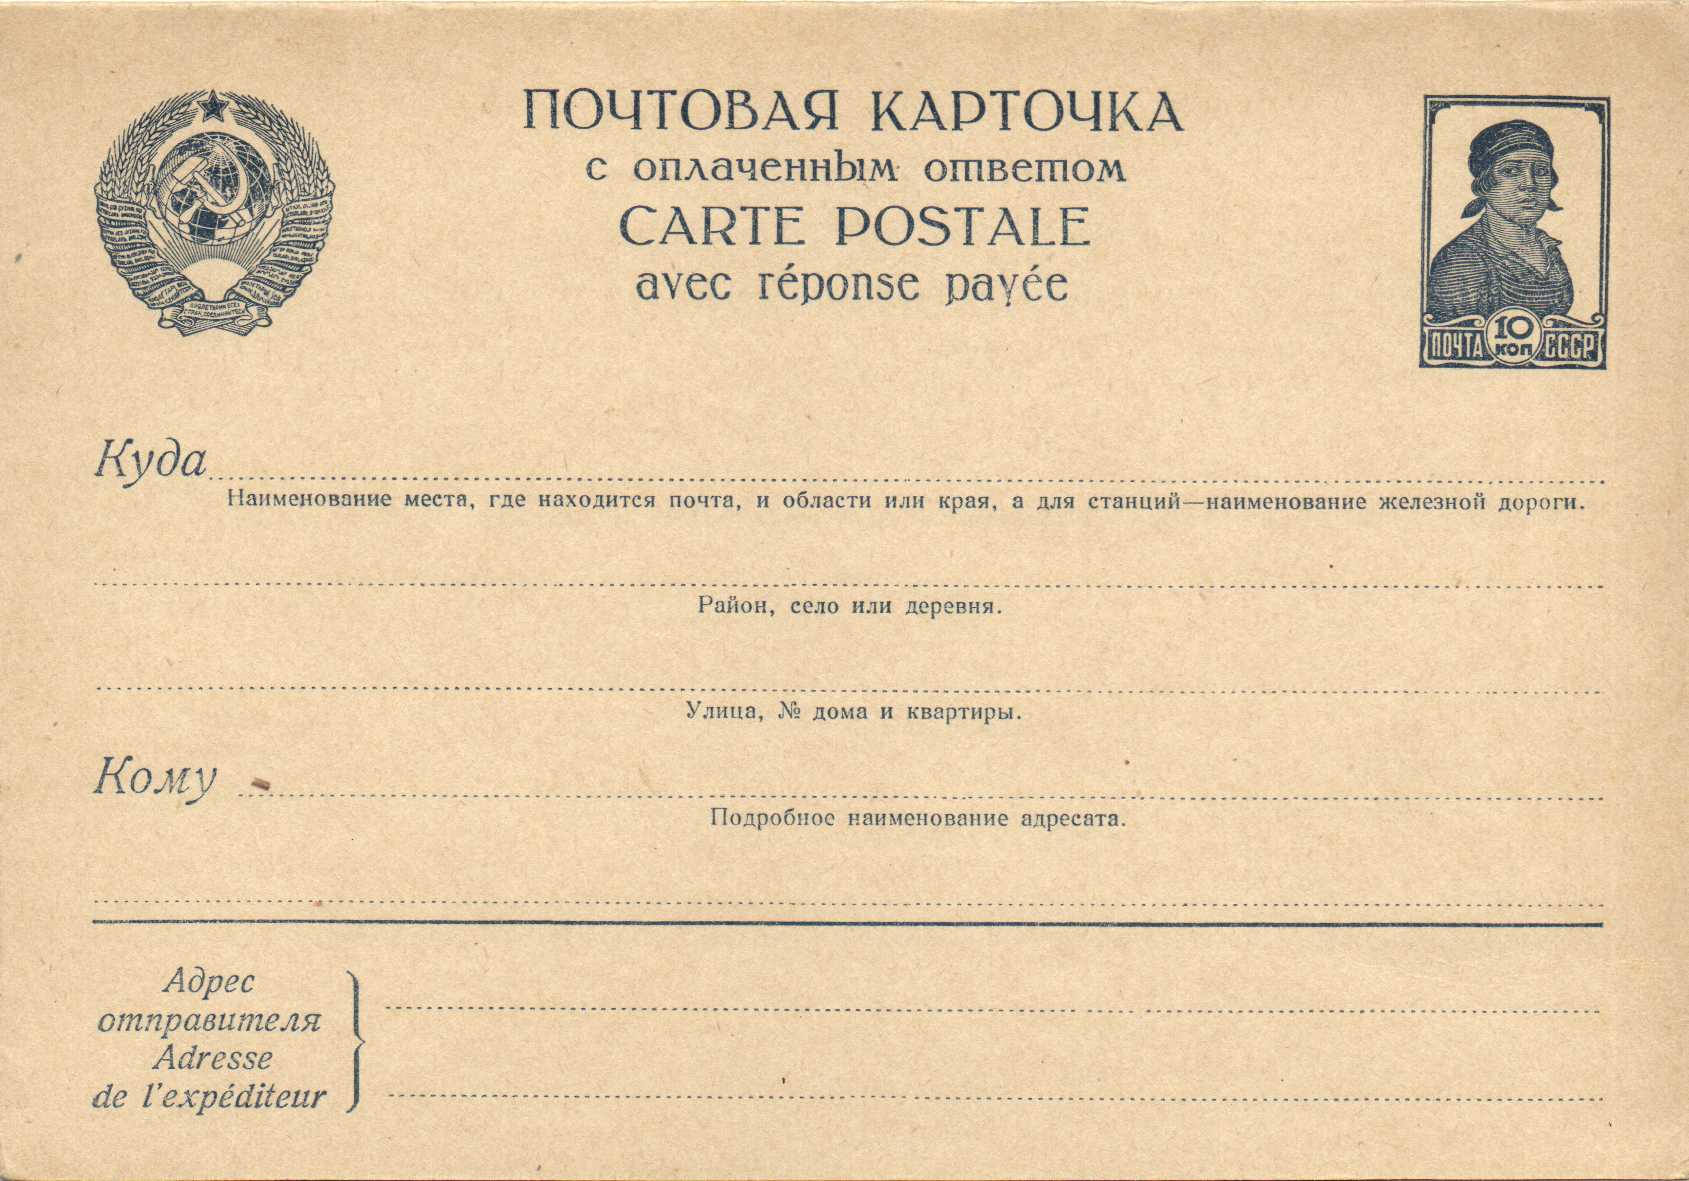 ПОЧТОВАЯ КАРТОЧКА
с оплаченным ответом
CARTE POSTALE
avec réponse payée
ПОЧТА 10 КОП СССР
Куда
Наименование места, где находится почта, и области или края, а для станций—наименование железной дороги.
Район, село или деревня.
Улица, № дома и квартиры.
Кому
Подробное наименование адресата.
Адрес
отправителя
Adresse
de l'expéditeur